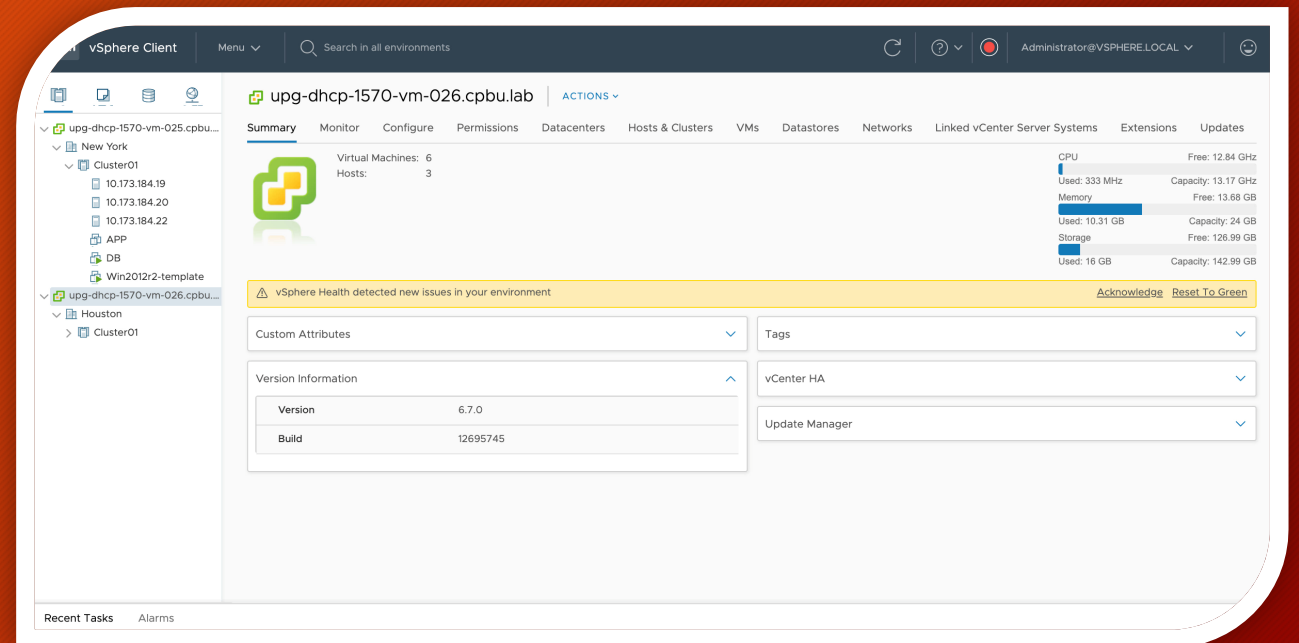 vSphere Client
Menu
Search in all environments
Administrator@VSPHERE.LOCAL
upg-dhcp-1570-vm-025.cpbu....
New York
Cluster01
10.173.184.19
10.173.184.20
10.173.184.22
APP
DB
Win2012r2-template
upg-dhcp-1570-vm-026.cpbu....
Houston
Cluster01
upg-dhcp-1570-vm-026.cpbu.lab
ACTIONS
Summary Monitor Configure Permissions Datacenters Hosts & Clusters VMs Datastores Networks Linked vCenter Server Systems Extensions Updates
Virtual Machines: 6
Hosts: 3
CPU Free: 12.84 GHz
Used: 333 MHz Capacity: 13.17 GHz
Memory Free: 13.68 GB
Used: 10.31 GB Capacity: 24 GB
Storage Free: 126.99 GB
Used: 16 GB Capacity: 142.99 GB
vSphere Health detected new issues in your environment
Acknowledge Reset To Green
Custom Attributes
Tags
Version Information
Version 6.7.0
Build 12695745
vCenter HA
Update Manager
Recent Tasks Alarms